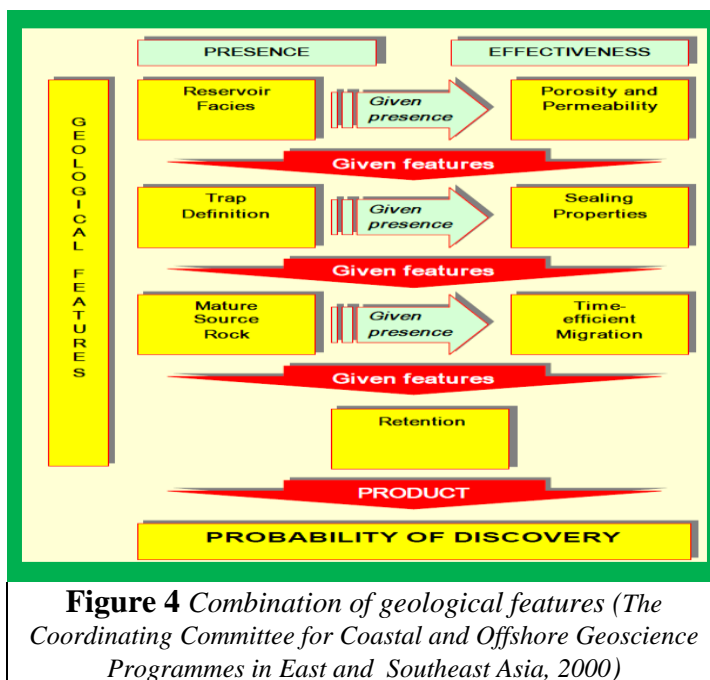 PRESENCE
EFFECTIVENESS
GEOLOGICAL FEATURES
Reservoir
Facies
Given
presence
Porosity and
Permeability
Given features
Trap
Definition
Given
presence
Sealing
Properties
Given features
Mature
Source
Rock
Given
presence
Time-
efficient
Migration
Given features
Retention
PRODUCT
PROBABILITY OF DISCOVERY
Figure 4 Combination of geological features (The
Coordinating Committee for Coastal and Offshore Geoscience
Programmes in East and Southeast Asia, 2000)